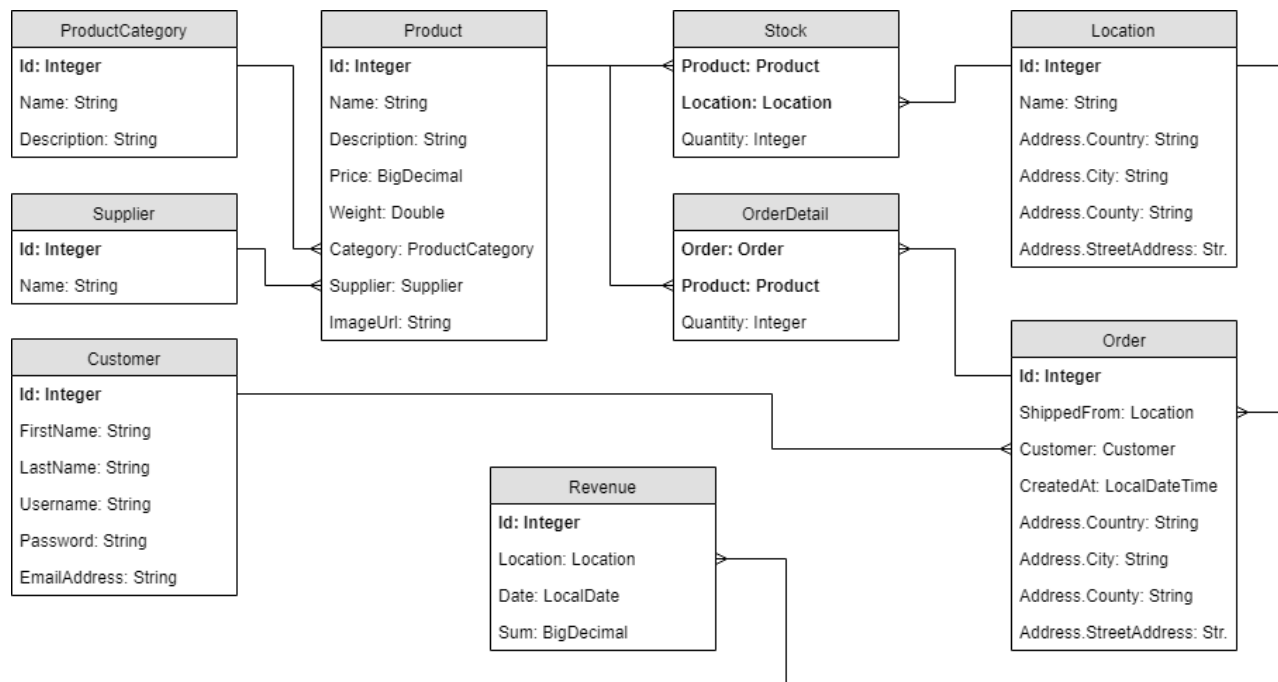 ProductCategory
Id: Integer
Name: String
Description: String
Product
Id: Integer
Name: String
Description: String
Price: BigDecimal
Weight: Double
Category: ProductCategory
Supplier: Supplier
ImageUrl: String
Stock
Product: Product
Location: Location
Quantity: Integer
Location
Id: Integer
Name: String
Address.Country: String
Address.City: String
Address.County: String
Address.StreetAddress: Str.
Supplier
Id: Integer
Name: String
OrderDetail
Order: Order
Product: Product
Quantity: Integer
Customer
Id: Integer
FirstName: String
LastName: String
Username: String
Password: String
EmailAddress: String
Revenue
Id: Integer
Location: Location
Date: LocalDate
Sum: BigDecimal
Order
Id: Integer
ShippedFrom: Location
Customer: Customer
CreatedAt: LocalDateTime
Address.Country: String
Address.City: String
Address.County: String
Address.StreetAddress: Str.